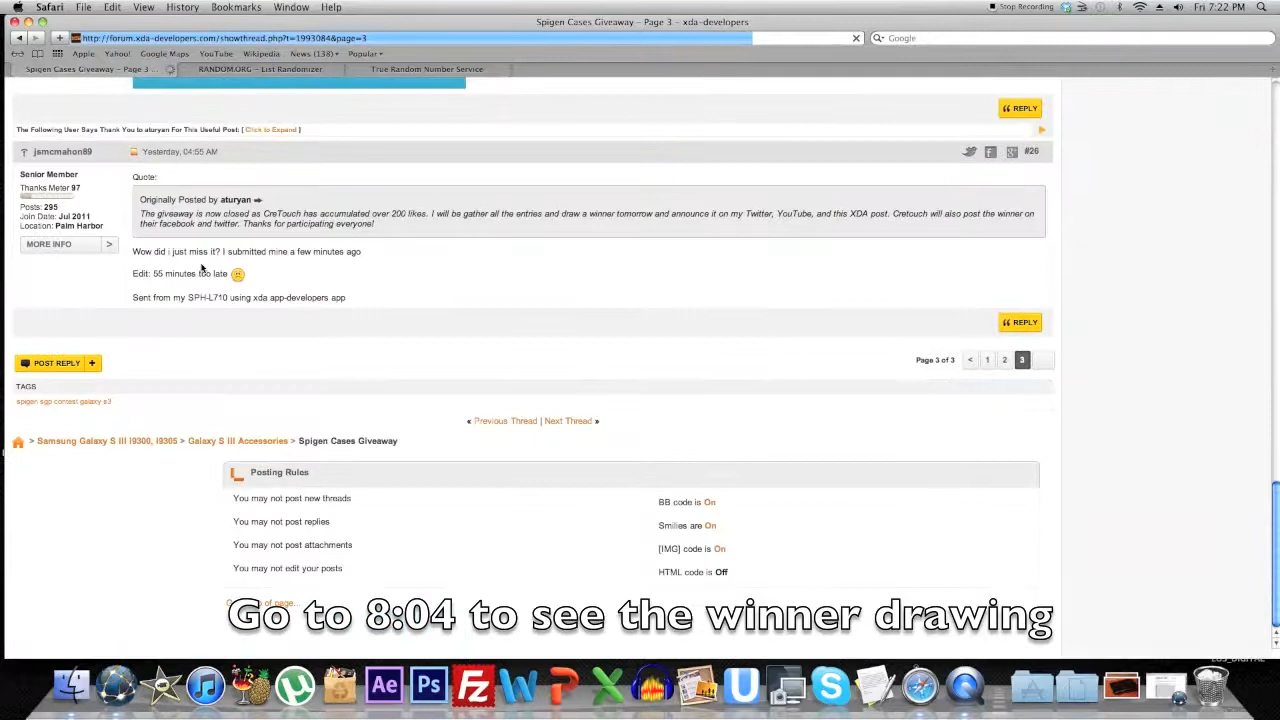 Safari File Edit View History Bookmarks Window Help Stop Recording Fri 7:22 PM
Spigen Cases Giveaway – Page 3 – xda-developers
http://forum.xda-developers.com/showthread.php?t=1993084&page=3 Google
Apple Yahoo! Google Maps YouTube Wikipedia News (138) Popular
Spigen Cases Giveaway – Page 3 ... RANDOM.ORG – List Randomizer True Random Number Service
REPLY
The Following User Says Thank You to aturyan For This Useful Post: [ Click to Expand ]
jsmcmahon89 Yesterday, 04:55 AM #26
Senior Member
Thanks Meter 97
Posts: 295
Join Date: Jul 2011
Location: Palm Harbor
MORE INFO >
Quote:
Originally Posted by aturyan
The giveaway is now closed as CreTouch has accumulated over 200 likes. I will be gather all the entries and draw a winner tomorrow and announce it on my Twitter, YouTube, and this XDA post. Cretouch will also post the winner on
their facebook and twitter. Thanks for participating everyone!
Wow did i just miss it? I submitted mine a few minutes ago
Edit: 55 minutes too late
Sent from my SPH-L710 using xda app-developers app
REPLY
POST REPLY + Page 3 of 3 < 1 2 3
TAGS
spigen sgp contest galaxy s3
« Previous Thread | Next Thread »
> Samsung Galaxy S III I9300, I9305 > Galaxy S III Accessories > Spigen Cases Giveaway
Posting Rules
You may not post new threads
You may not post replies
You may not post attachments
You may not edit your posts
BB code is On
Smilies are On
[IMG] code is On
HTML code is Off
of page...
Go to 8:04 to see the winner drawing
Ae Ps Fz W P X U S